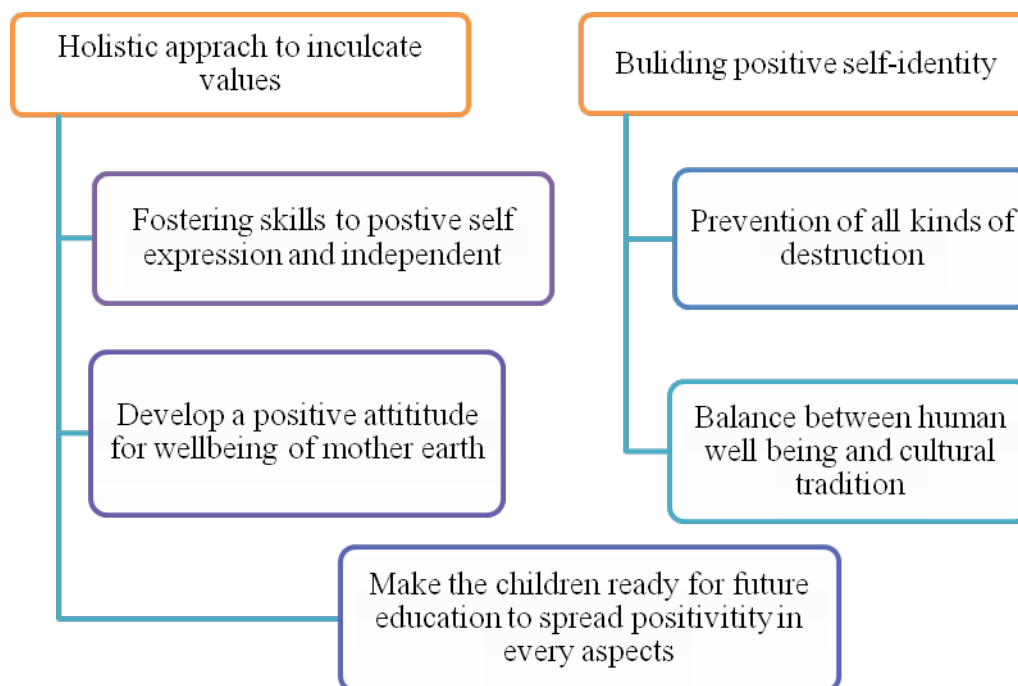 Holistic apprach to inculcate
values
Fostering skills to postive self
expression and independent
Develop a positive attititude
for wellbeing of mother earth
Make the children ready for future
education to spread positivitity in
every aspects
Buliding positive self-identity
Prevention of all kinds of
destruction
Balance between human
well being and cultural
tradition